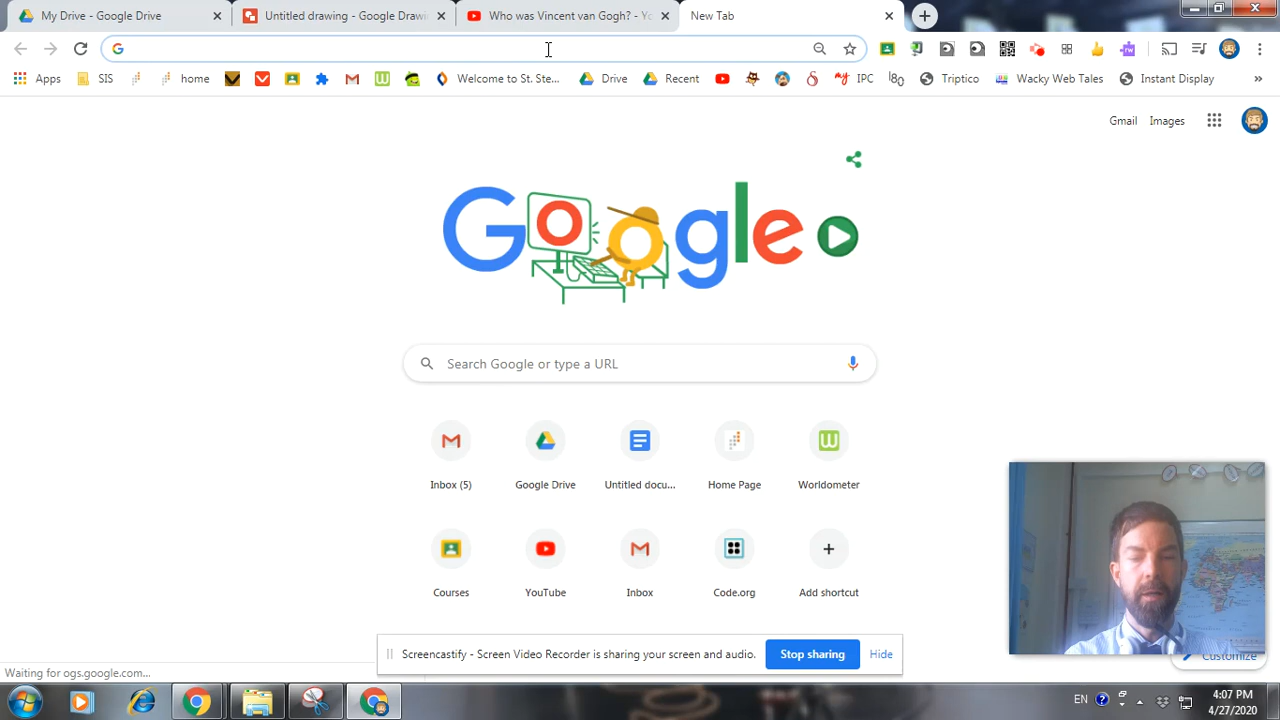 My Drive - Google Drive
Untitled drawing - Google Drawi
Who was Vincent van Gogh? - Yo
New Tab
Apps
SIS
home
Welcome to St. Ste...
Drive
Recent
IPC
Triptico
Wacky Web Tales
Instant Display
»
Gmail
Images
Google
Search Google or type a URL
Inbox (5)
Google Drive
Untitled docu...
Home Page
Worldometer
Courses
YouTube
Inbox
Code.org
Add shortcut
Screencastify - Screen Video Recorder is sharing your screen and audio.
Stop sharing
Hide
Customize
Waiting for ogs.google.com...
EN
4:07 PM
4/27/2020